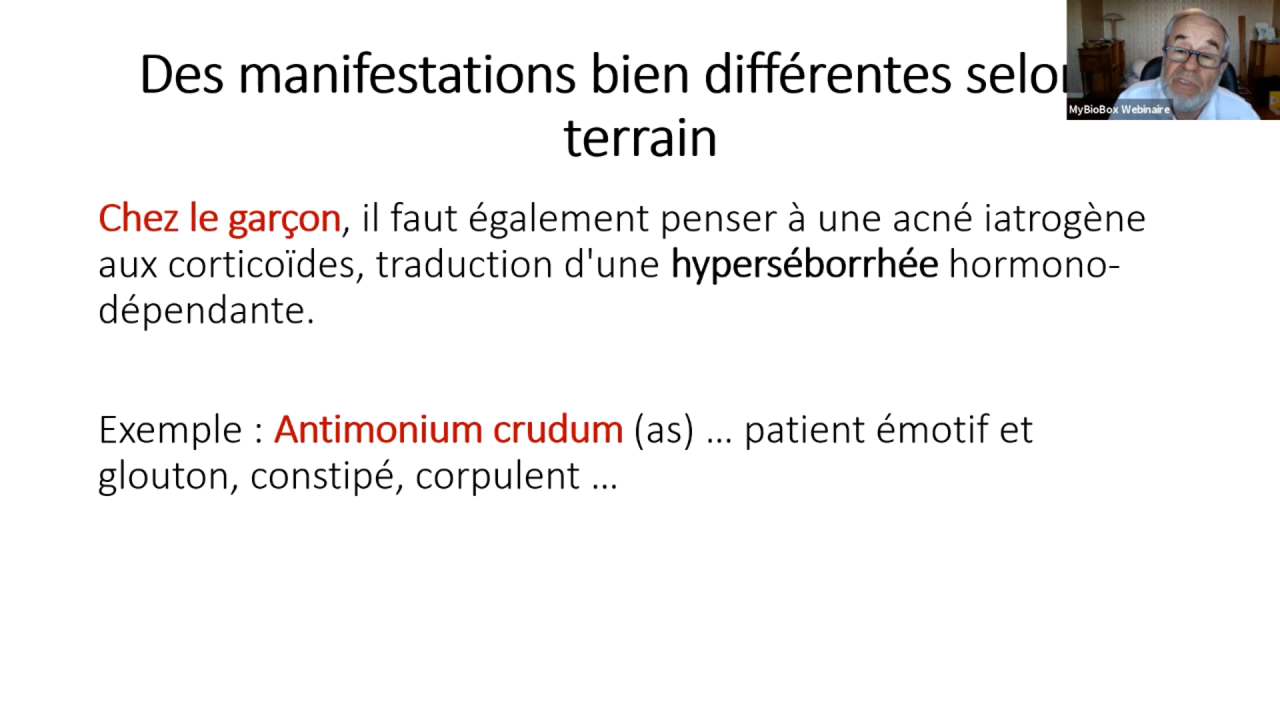 Des manifestations bien différentes
terrain
MyBioBox Webinaire
Chez le garçon, il faut également penser à une acné iatrogène
aux corticoïdes, traduction d'une hyperséborrhée hormono-
dépendante.
Exemple : Antimonium crudum (as) ... patient émotif et
glouton, constipé, corpulent ...